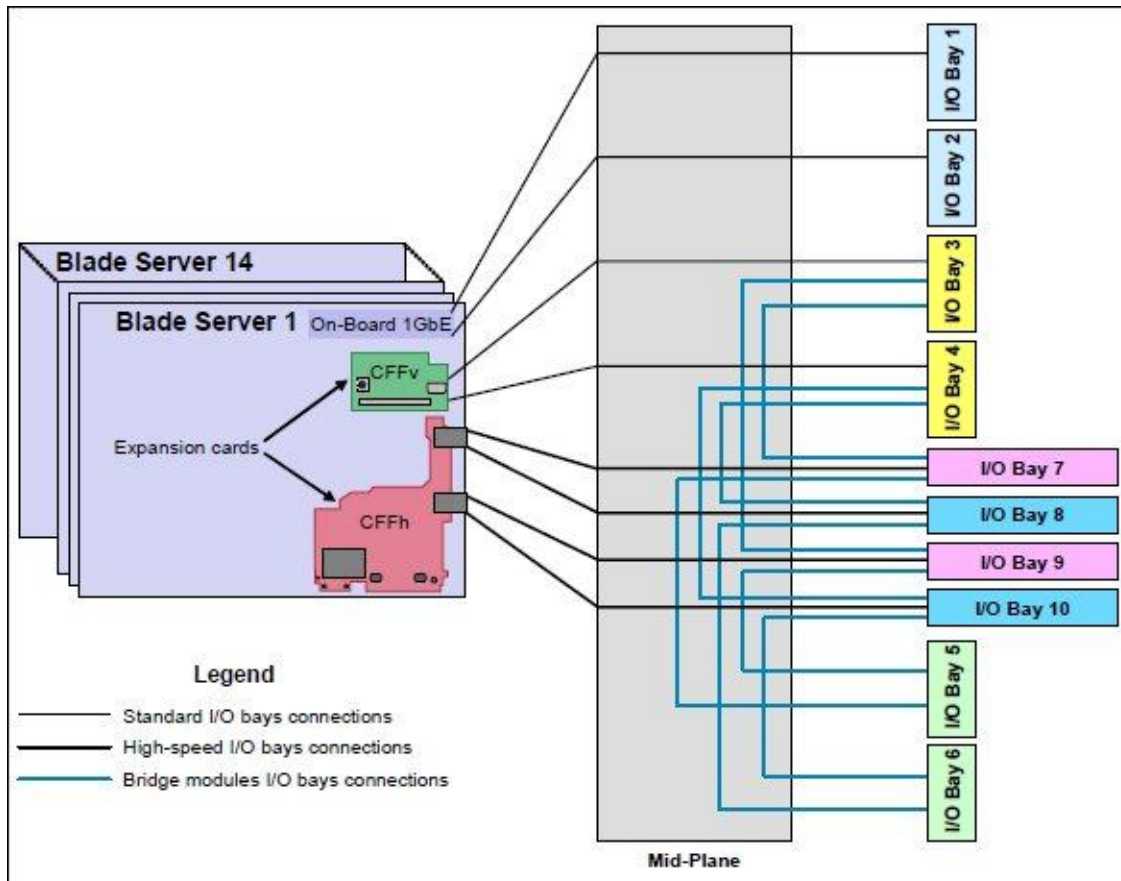 Blade Server 14
Blade Server 1
On-Board 1GbE
CFFv
Expansion cards
CFFh
Legend
Standard I/O bays connections
High-speed I/O bays connections
Bridge modules I/O bays connections
Mid-Plane
I/O Bay 1
I/O Bay 2
I/O Bay 3
I/O Bay 4
I/O Bay 7
I/O Bay 8
I/O Bay 9
I/O Bay 10
I/O Bay 5
I/O Bay 6